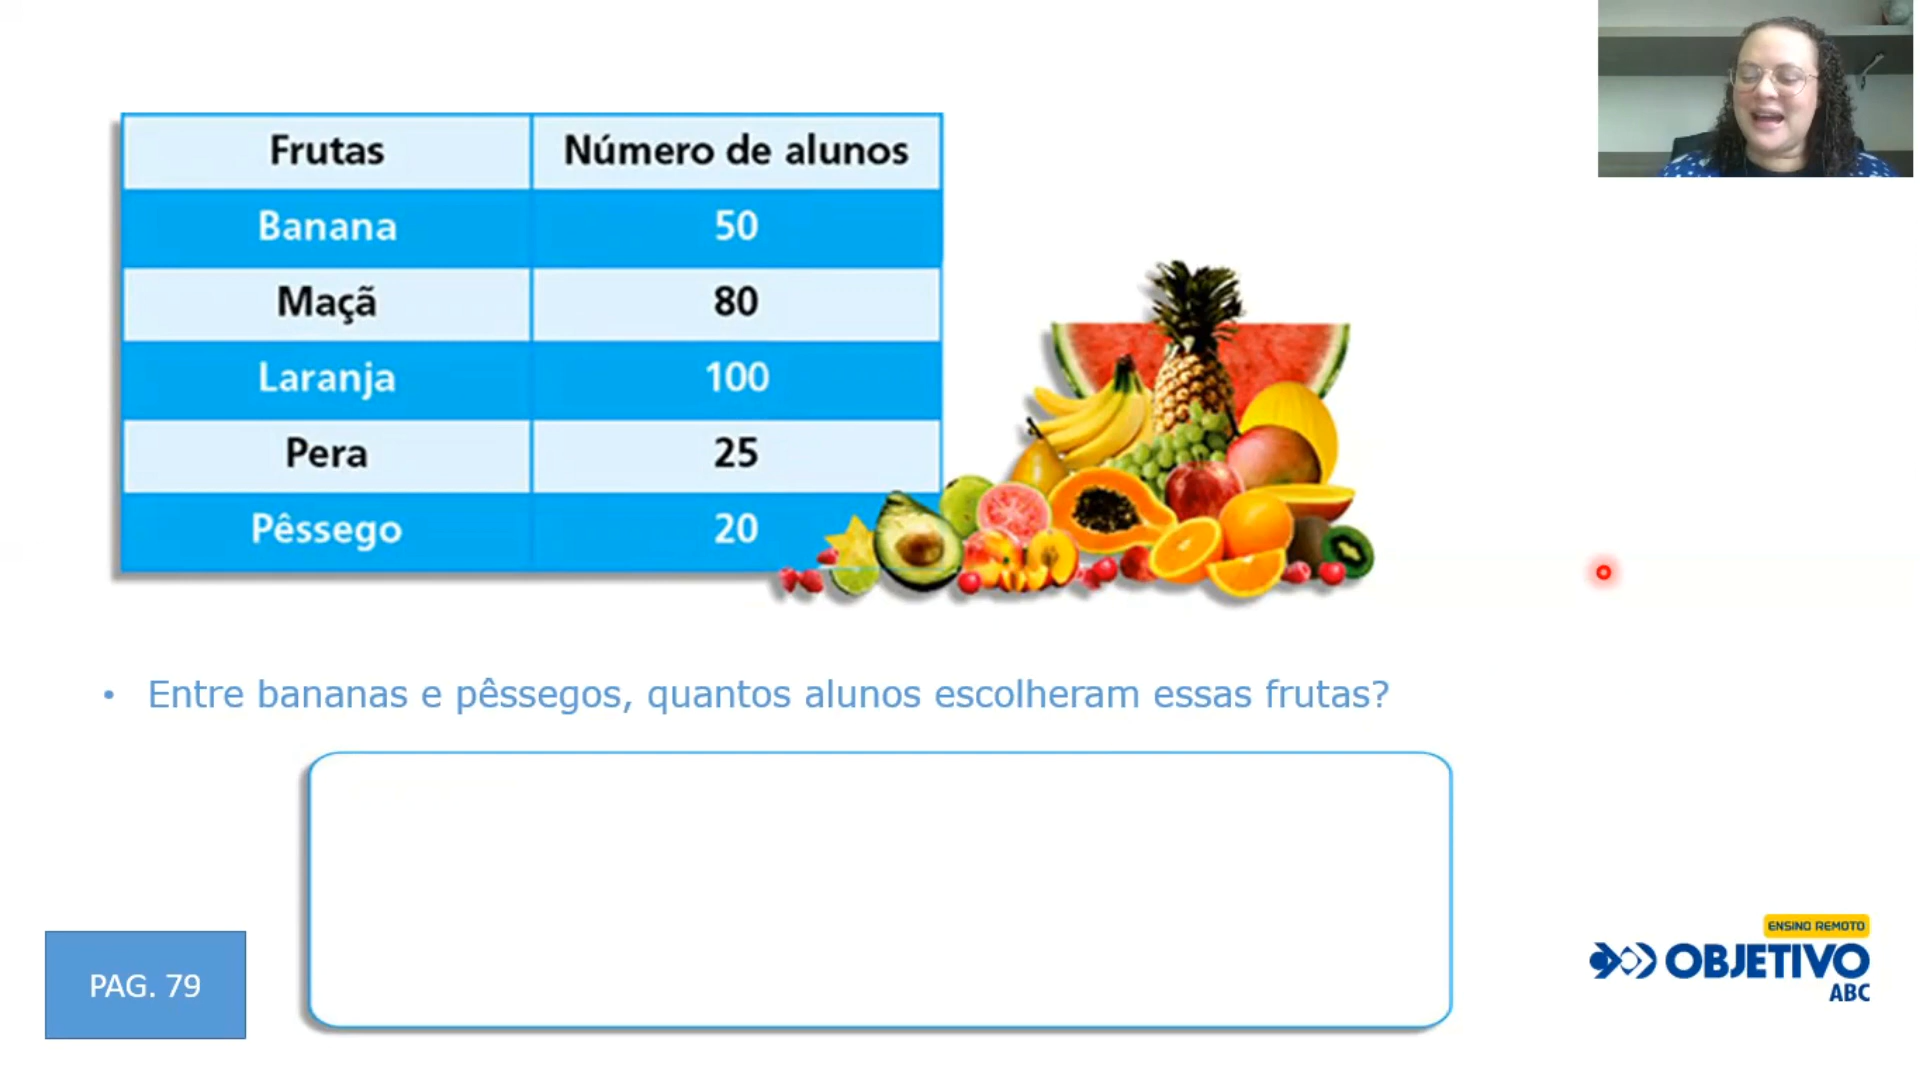 Frutas Número de alunos
Banana 50
Maçã 80
Laranja 100
Pera 25
Pêssego 20
• Entre bananas e pêssegos, quantos alunos escolheram essas frutas?
PAG. 79
ENSINO REMOTO
OBJETIVO
ABC